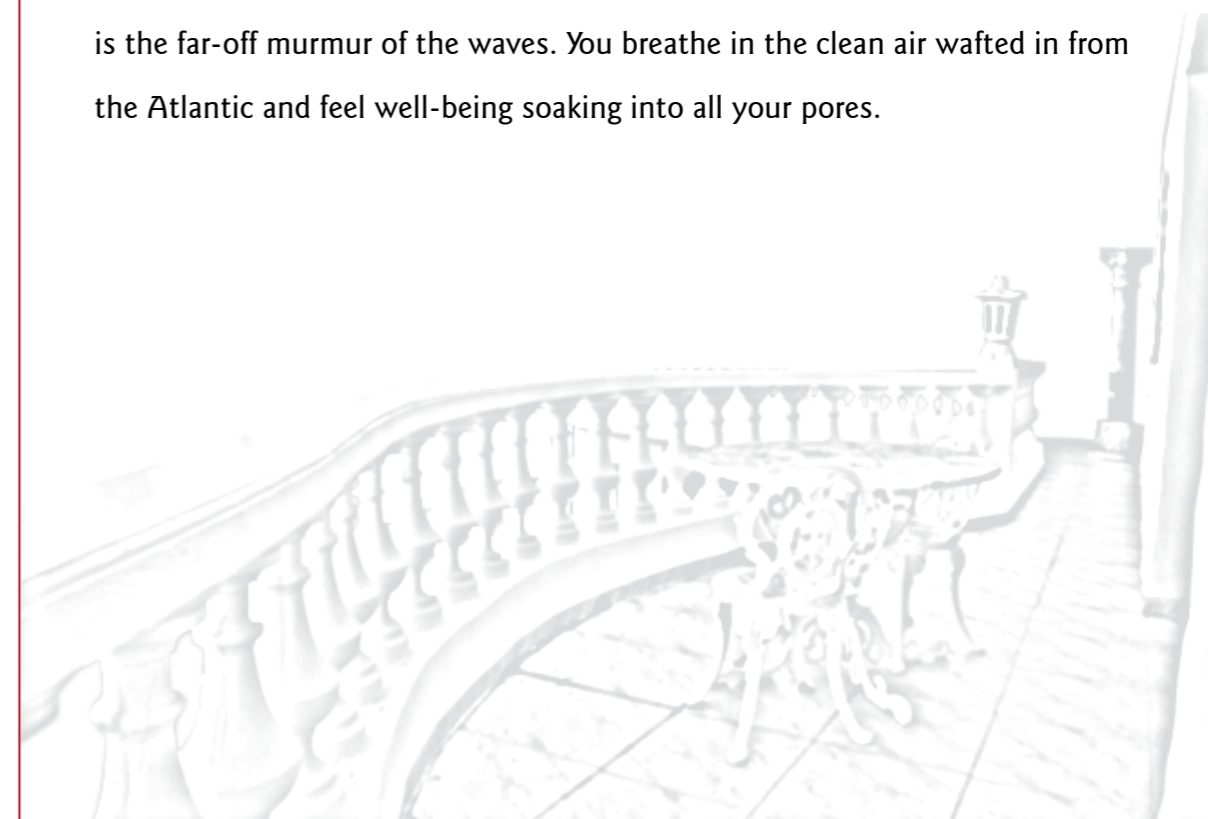 is the far-off murmur of the waves. You breathe in the clean air wafted in from
the Atlantic and feel well-being soaking into all your pores.